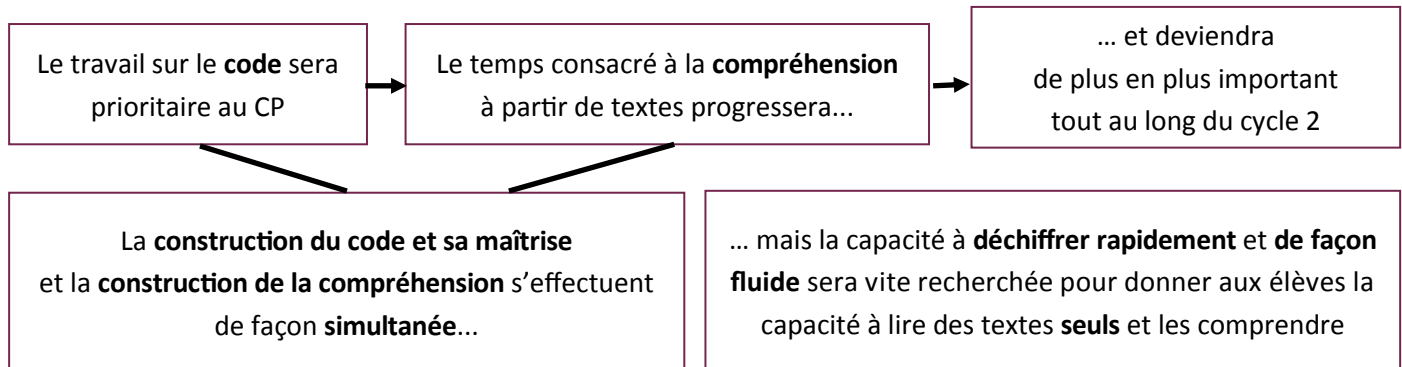 Le travail sur le code sera
prioritaire au CP
Le temps consacré à la compréhension
à partir de textes progressera...
... et deviendra
de plus en plus important
tout au long du cycle 2
La construction du code et sa maîtrise
et la construction de la compréhension s’effectuent
de façon simultanée...
... mais la capacité à déchiffrer rapidement et de façon
fluide sera vite recherchée pour donner aux élèves la
capacité à lire des textes seuls et les comprendre